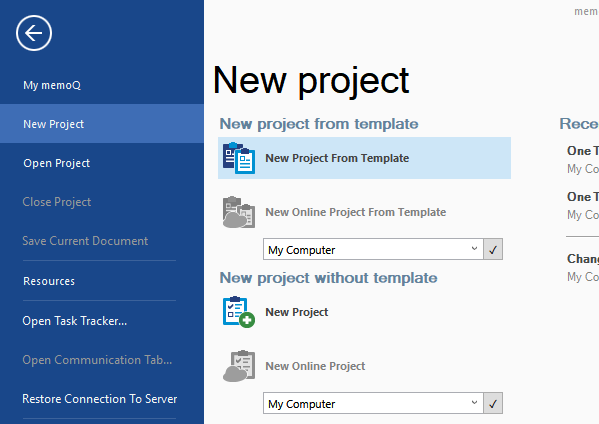 mem
My memoQ
New Project
Open Project
Close Project
Save Current Document
Resources
Open Task Tracker...
Open Communication Tab...
Restore Connection To Server
New project
New project from template
New Project From Template
New Online Project From Template
My Computer
New project without template
New Project
New Online Project
My Computer
Rece
One T
My Co
One T
My Co
Chang
My Co